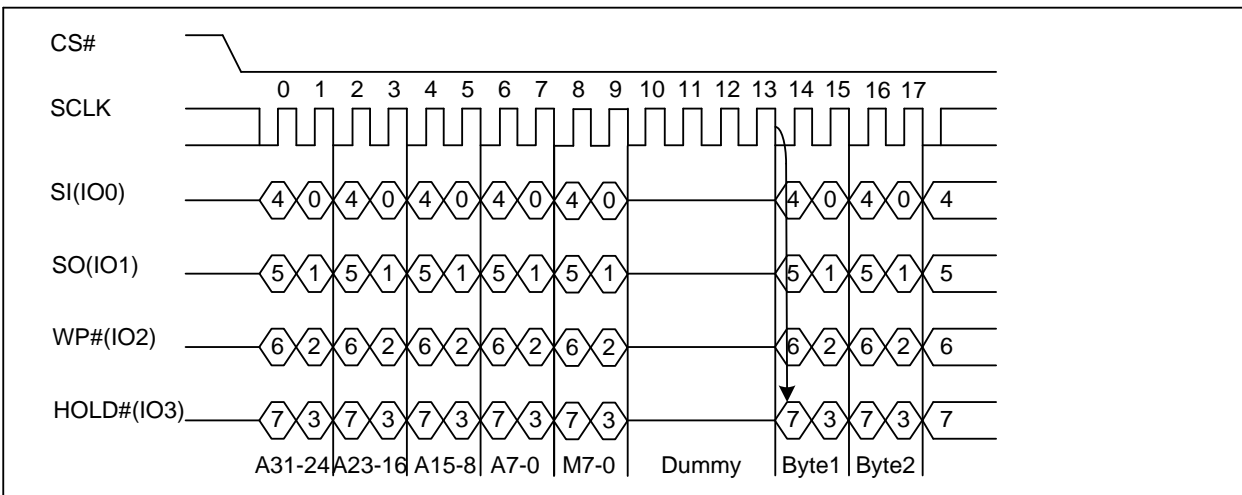 CS#
0 1 2 3 4 5 6 7 8 9 10 11 12 13 14 15 16 17
SCLK
SI(IO0) 4 0 4 0 4 0 4 0 4 0 4 0 4 0 4
SO(IO1) 5 1 5 1 5 1 5 1 5 1 5 1 5 1 5
WP#(IO2) 6 2 6 2 6 2 6 2 6 2 6 2 6 2 6
HOLD#(IO3) 7 3 7 3 7 3 7 3 7 3 7 3 7 3 7
A31-24 A23-16 A15-8 A7-0 M7-0 Dummy Byte1 Byte2